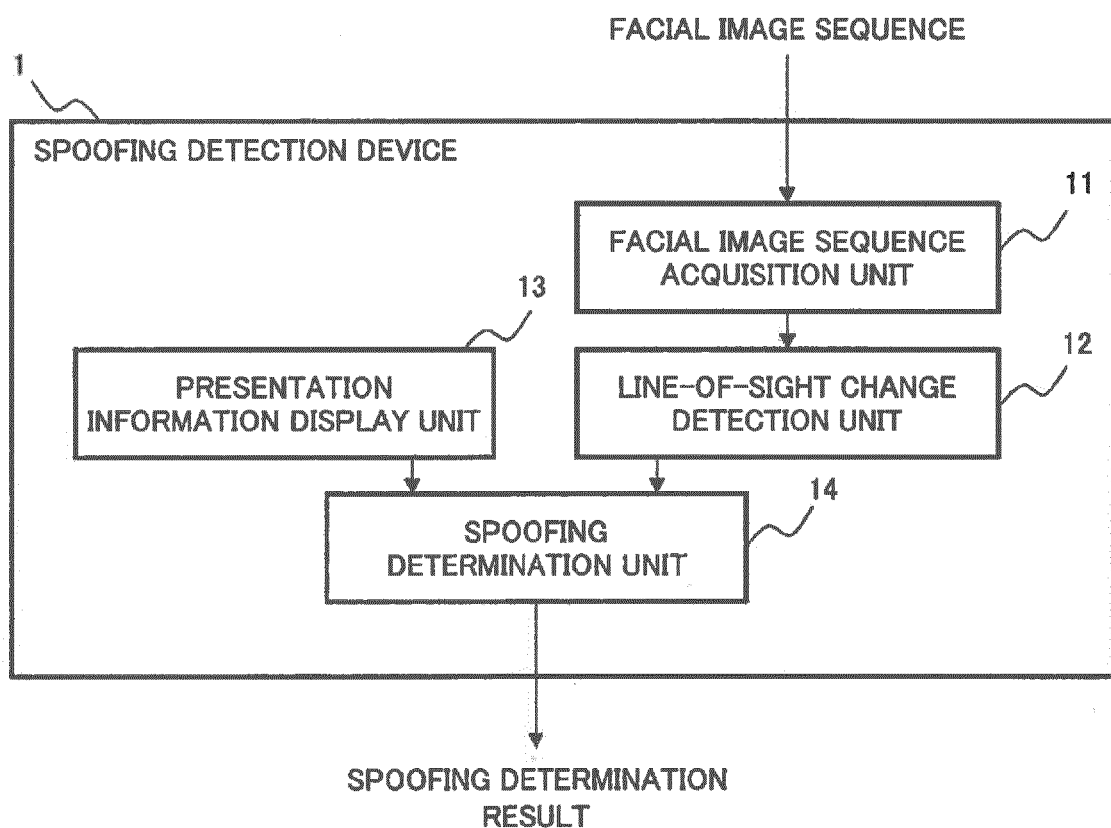 FACIAL IMAGE SEQUENCE
1
SPOOFING DETECTION DEVICE
11
FACIAL IMAGE SEQUENCE
ACQUISITION UNIT
13
12
PRESENTATION
INFORMATION DISPLAY UNIT
LINE-OF-SIGHT CHANGE
DETECTION UNIT
14
SPOOFING
DETERMINATION UNIT
SPOOFING DETERMINATION
RESULT